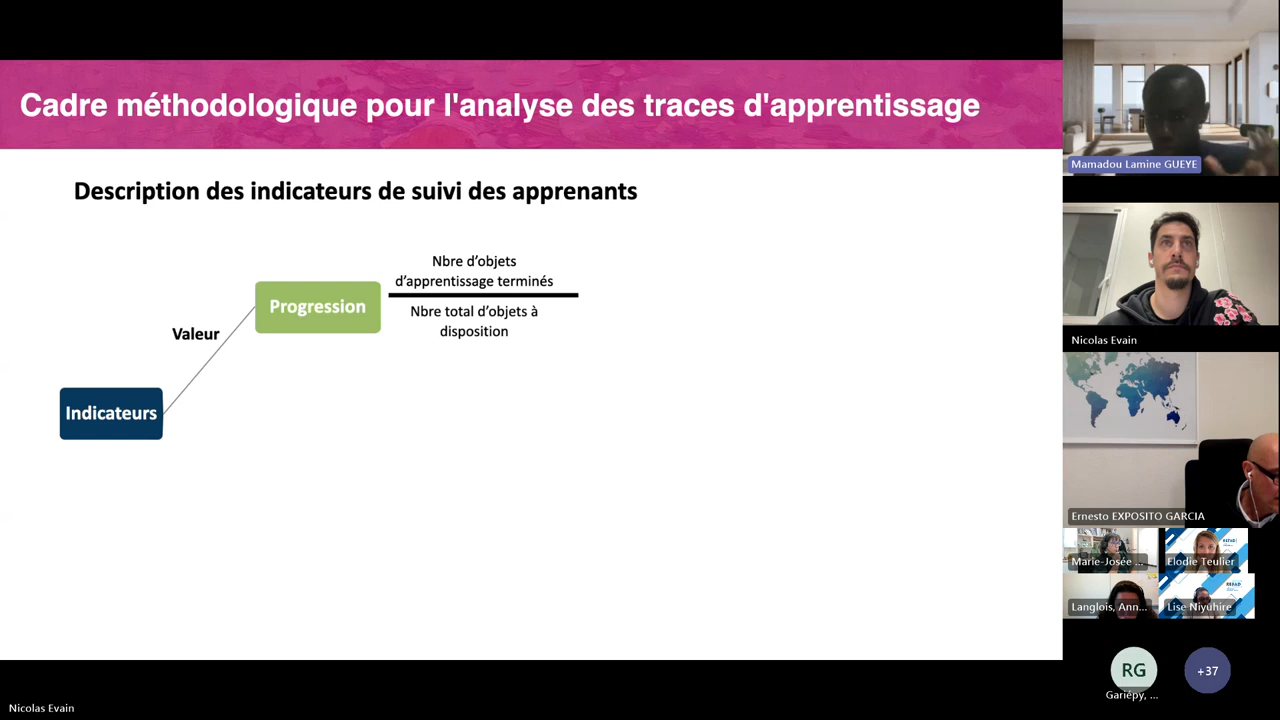 Cadre méthodologique pour l'analyse des traces d'apprentissage
Description des indicateurs de suivi des apprenants
Nbre d'objets
d'apprentissage terminés
Progression
Nbre total d'objets à
disposition
Valeur
Indicateurs
Mamadou Lamine GUEYE
Nicolas Evain
Ernesto EXPOSITO GARCIA
Marie-Josée ...
Elodie Teulier
Langlois, Ann...
Lise Niyuhire
RG
+37
Gariépy, ...
Nicolas Evain